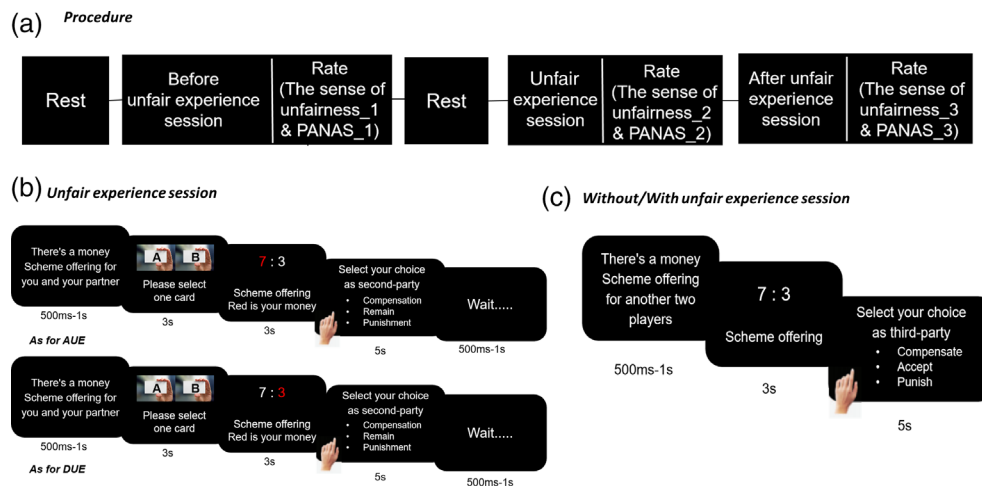 (a)
Procedure
Rest
Before
unfair experience
session
Rate
(The sense of
unfairness_1
& PANAS_1)
Rest
Unfair
experience
session
Rate
(The sense of
unfairness_2
& PANAS_2)
After unfair
experience
session
Rate
(The sense of
unfairness_3
& PANAS_3)
(b) Unfair experience session
There's a money
Scheme offering for
you and your partner
500ms-1s
A B
Please select
one card
3s
7 : 3
Scheme offering
Red is your money
3s
Select your choice
as second-party
• Compensation
• Remain
• Punishment
5s
Wait.....
500ms-1s
As for AUE
There's a money
Scheme offering for
you and your partner
500ms-1s
A B
Please select
one card
3s
7 : 3
Scheme offering
Red is your money
3s
Select your choice
as second-party
• Compensation
• Remain
• Punishment
5s
Wait.....
500ms-1s
As for DUE
(c) Without/With unfair experience session
There's a money
Scheme offering
for another two
players
500ms-1s
7 : 3
Scheme offering
3s
Select your choice
as third-party
• Compensate
• Accept
• Punish
5s